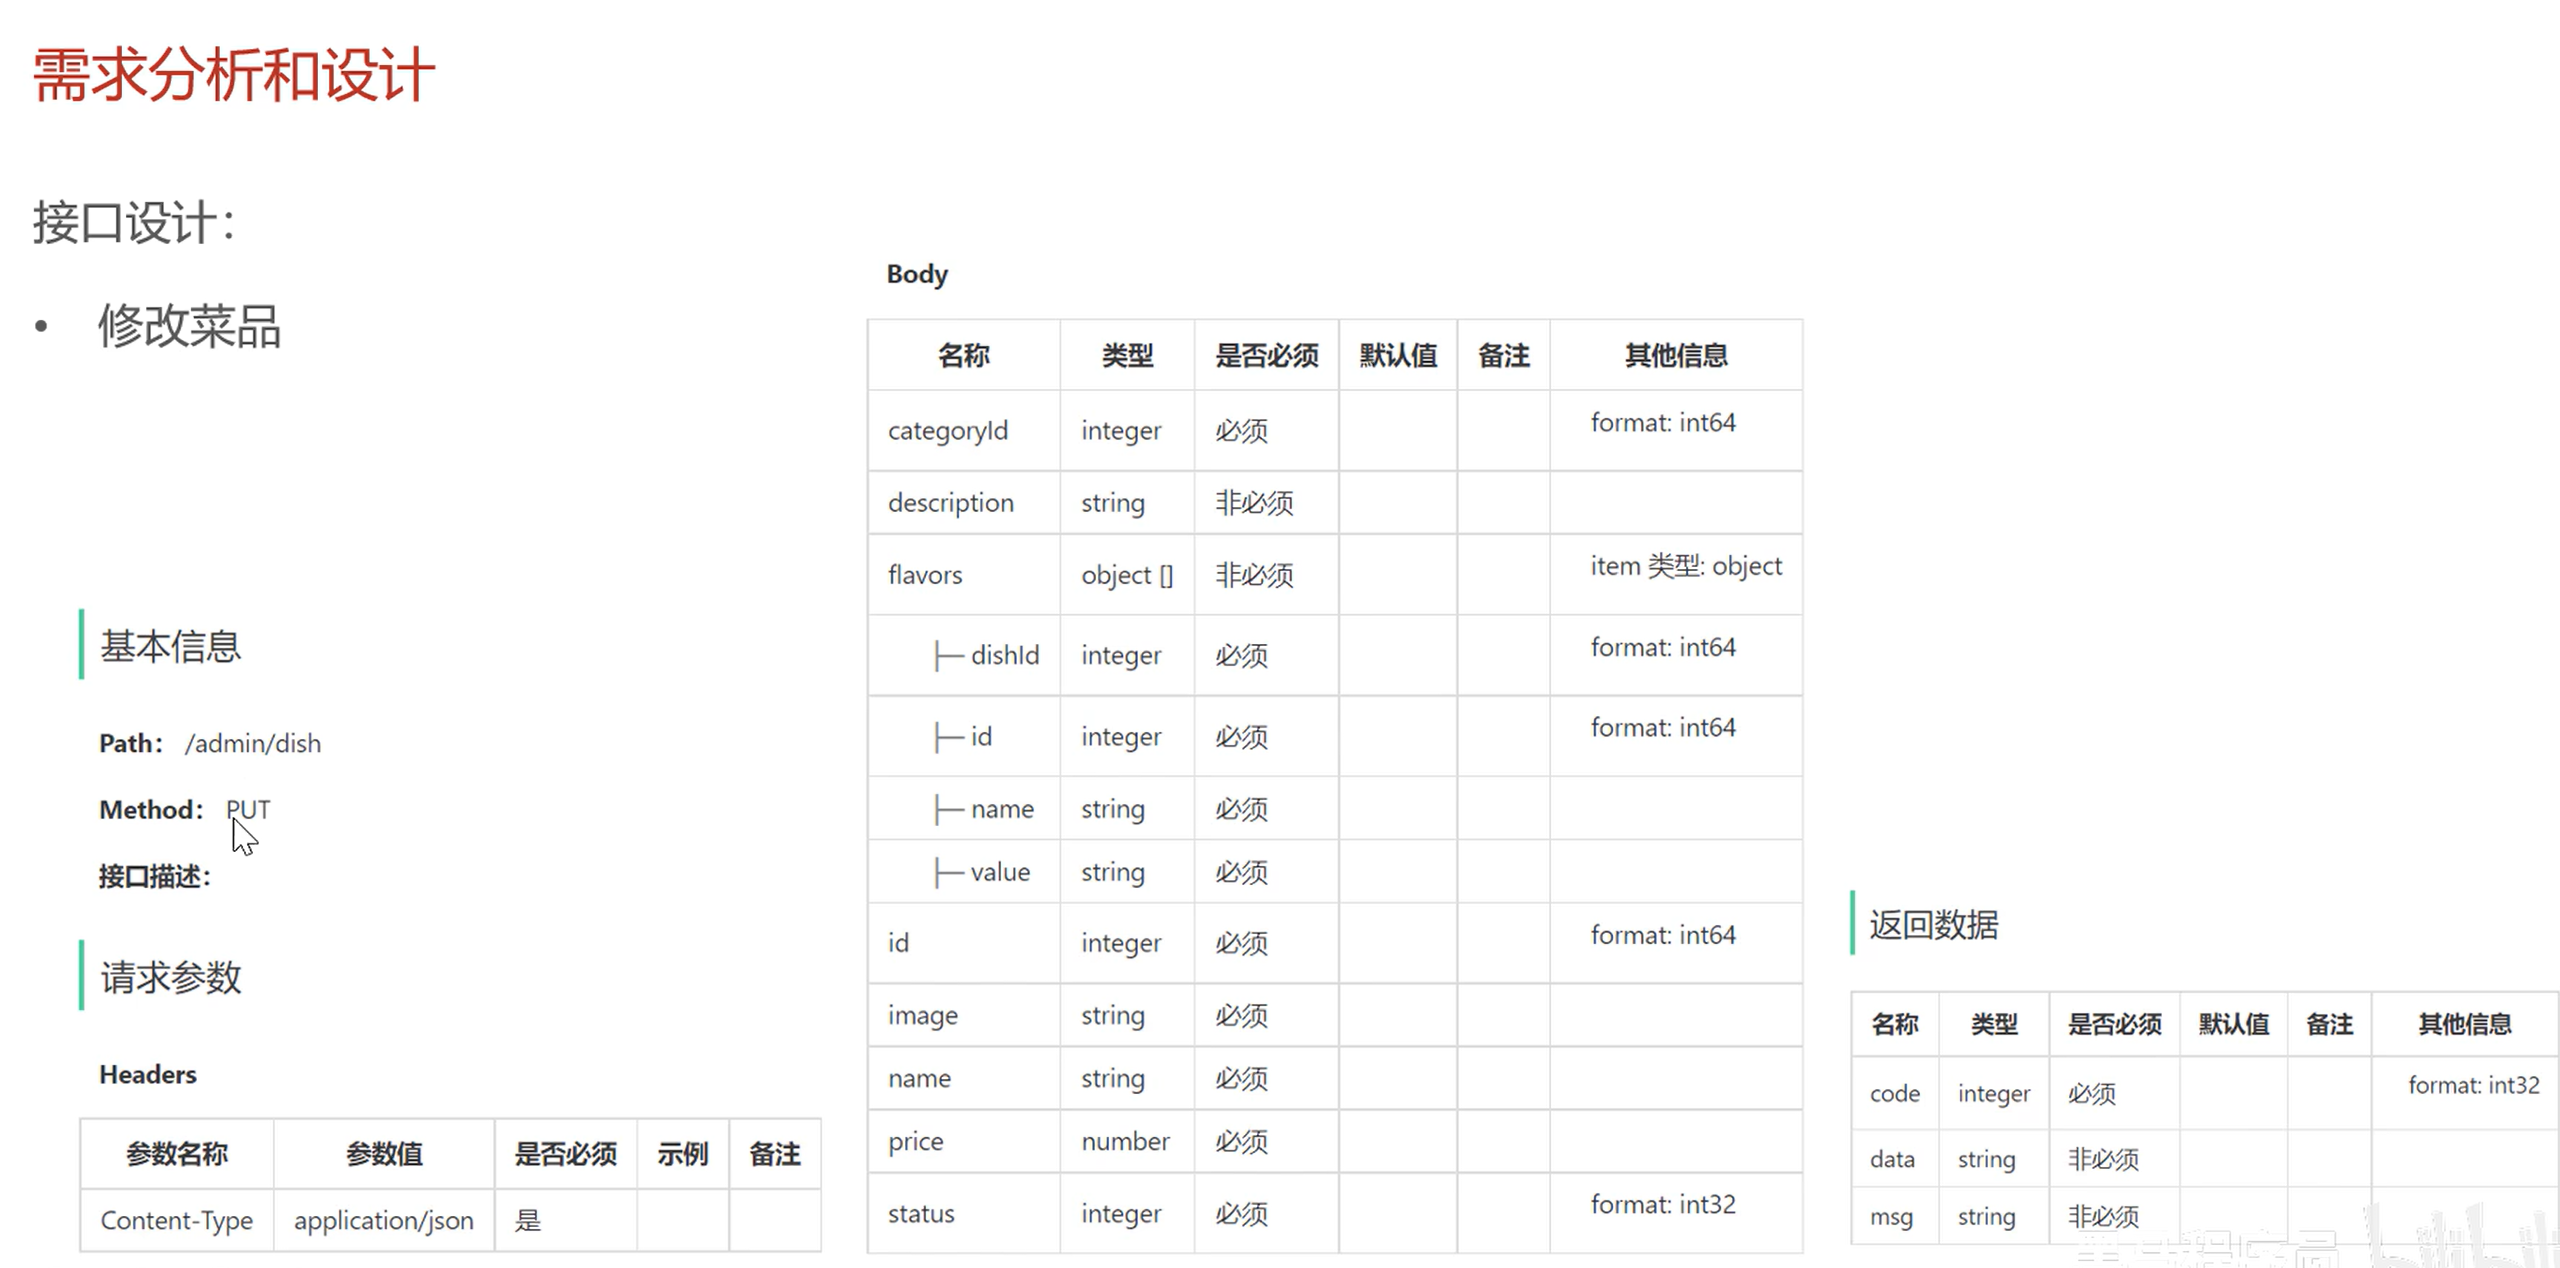 需求分析和设计
接口设计：
• 修改菜品
基本信息
Path： /admin/dish
Method： PUT
接口描述：
请求参数
Headers
参数名称 参数值 是否必须 示例 备注
Content-Type application/json 是
Body
名称 类型 是否必须 默认值 备注 其他信息
categoryId integer 必须 format: int64
description string 非必须
flavors object [] 非必须 item 类型: object
├─ dishId integer 必须 format: int64
├─ id integer 必须 format: int64
├─ name string 必须
├─ value string 必须
id integer 必须 format: int64
image string 必须
name string 必须
price number 必须
status integer 必须 format: int32
返回数据
名称 类型 是否必须 默认值 备注 其他信息
code integer 必须 format: int32
data string 非必须
msg string 非必须